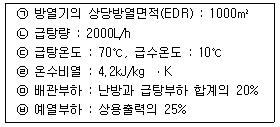 ㉠ 방열기의 상당방열면적(EDR) : 1000㎡
㉡ 급탕량 : 2000L/h
㉢ 급탕온도 : 70℃, 급수온도 : 10℃
㉣ 온수비열 : 4.2kJ/kg · K
㉤ 배관부하 : 난방과 급탕부하 합계의 20%
㉥ 예열부하 : 상용출력의 25%